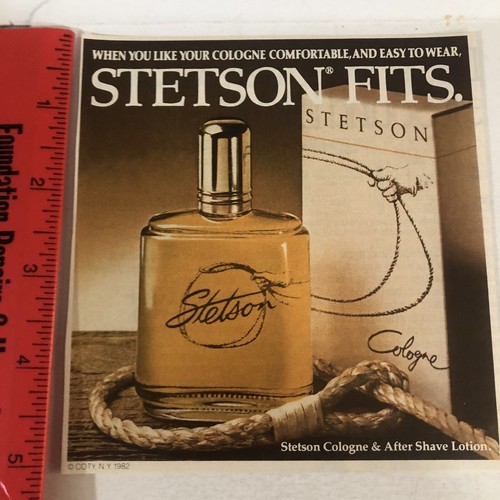 WHEN YOU LIKE YOUR COLOGNE COMFORTABLE, AND EASY TO WEAR,
STETSON® FITS.
STETSON
Stetson
Cologne
Stetson Cologne & After Shave Lotion.
© COTY, N.Y. 1982
1
2
3
4
5
Foundation